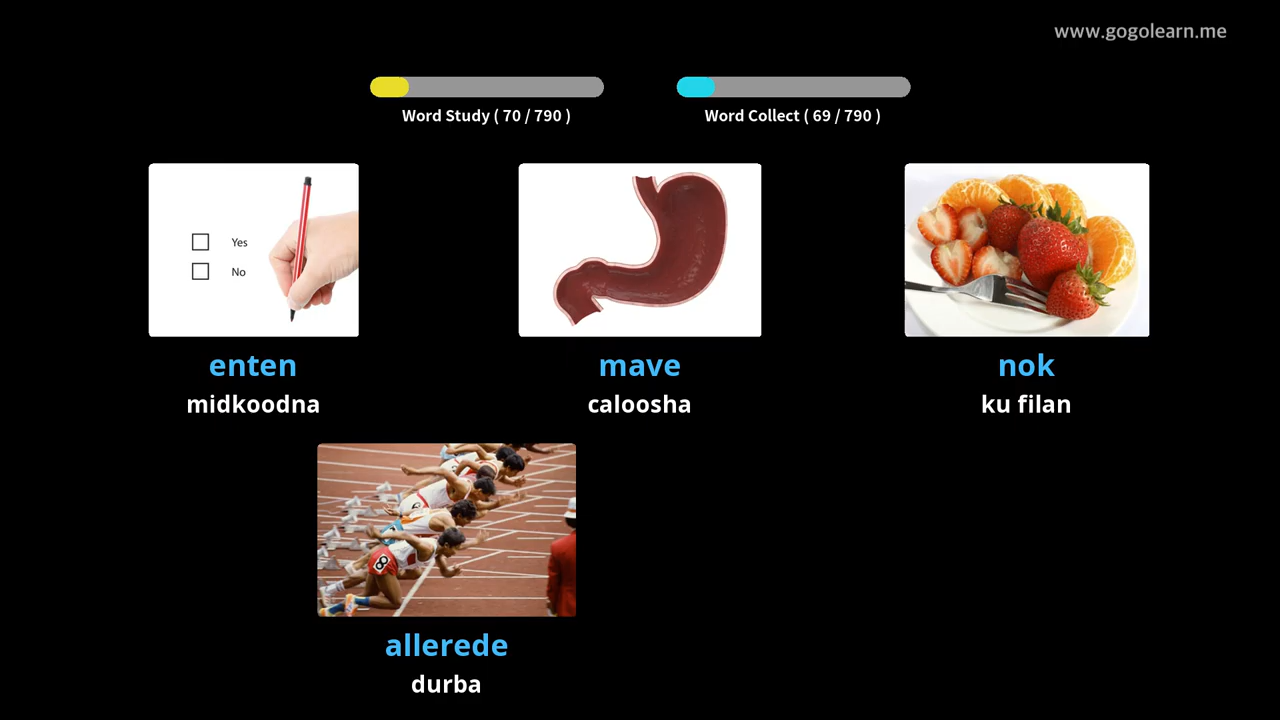 www.gogolearn.me
Word Study ( 70 / 790 )
Word Collect ( 69 / 790 )
Yes
No
enten
midkoodna
mave
caloosha
nok
ku filan
8
allerede
durba